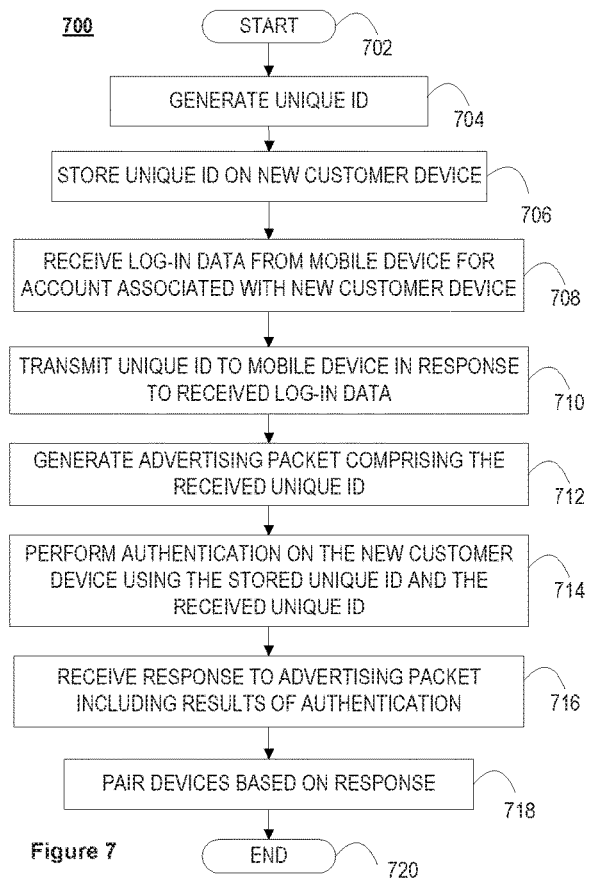 700
START
702
GENERATE UNIQUE ID
704
STORE UNIQUE ID ON NEW CUSTOMER DEVICE
706
RECEIVE LOG-IN DATA FROM MOBILE DEVICE FOR
ACCOUNT ASSOCIATED WITH NEW CUSTOMER DEVICE
708
TRANSMIT UNIQUE ID TO MOBILE DEVICE IN RESPONSE
TO RECEIVED LOG-IN DATA
710
GENERATE ADVERTISING PACKET COMPRISING THE
RECEIVED UNIQUE ID
712
PERFORM AUTHENTICATION ON THE NEW CUSTOMER
DEVICE USING THE STORED UNIQUE ID AND THE
RECEIVED UNIQUE ID
714
RECEIVE RESPONSE TO ADVERTISING PACKET
INCLUDING RESULTS OF AUTHENTICATION
716
PAIR DEVICES BASED ON RESPONSE
718
Figure 7
END
720